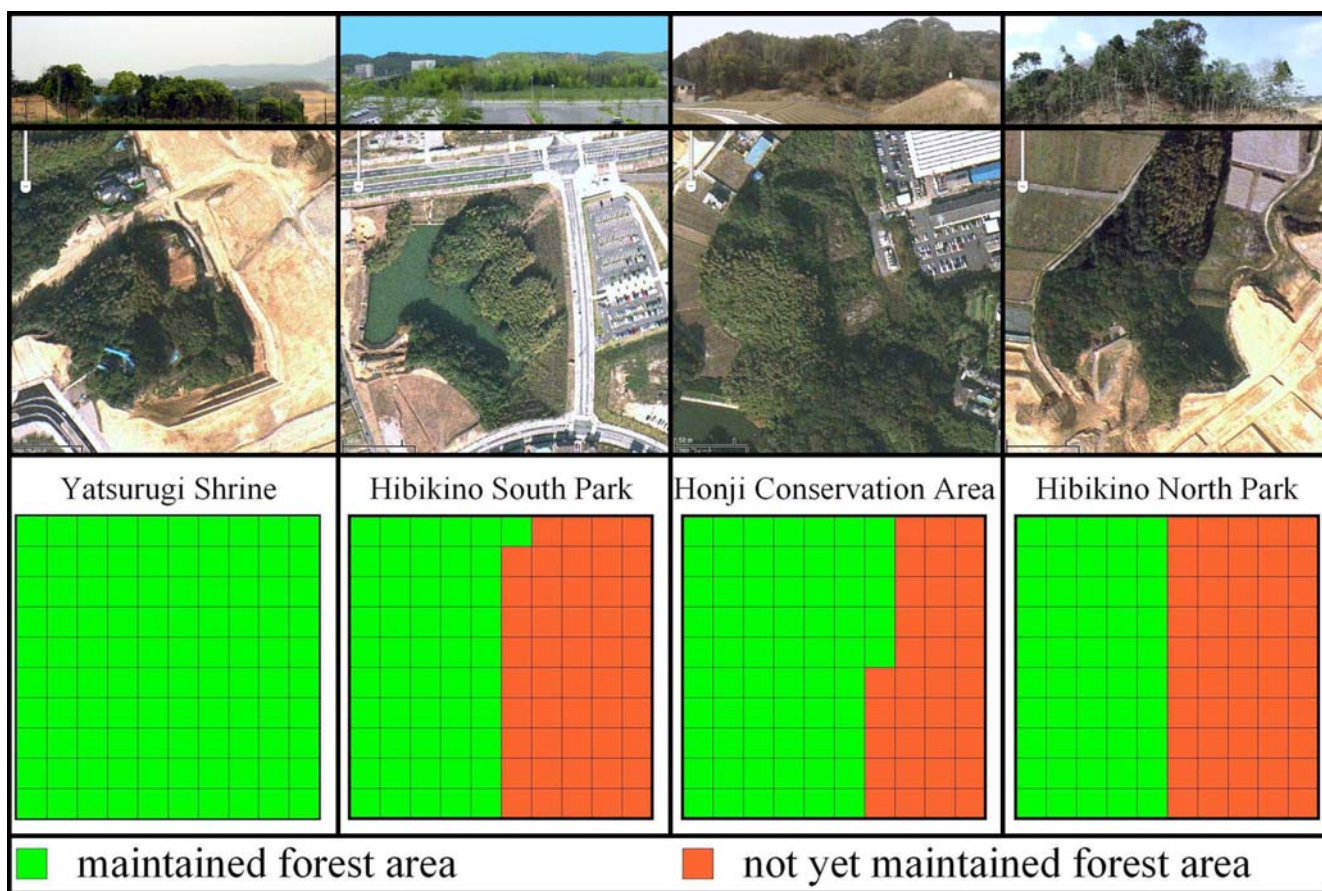 Yatsurugi Shrine
Hibikino South Park
Honji Conservation Area
Hibikino North Park
maintained forest area
not yet maintained forest area